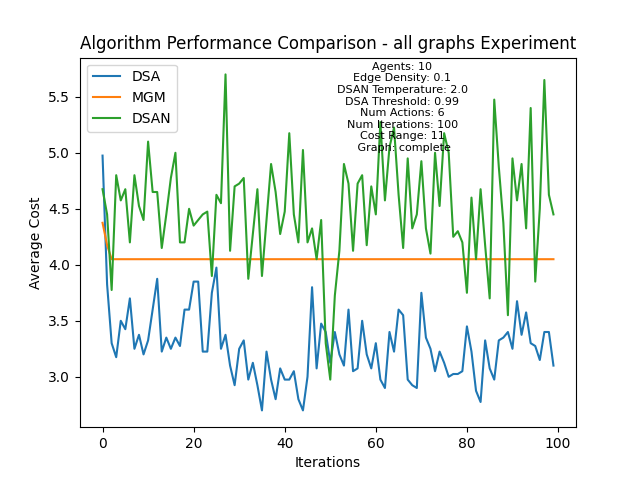 Algorithm Performance Comparison - all graphs Experiment
DSA
MGM
DSAN
Agents: 10
Edge Density: 0.1
DSAN Temperature: 2.0
DSA Threshold: 0.99
Num Actions: 6
Num Iterations: 100
Cost Range: 11
Graph: complete
Average Cost
5.5
5.0
4.5
4.0
3.5
3.0
0
20
40
60
80
100
Iterations